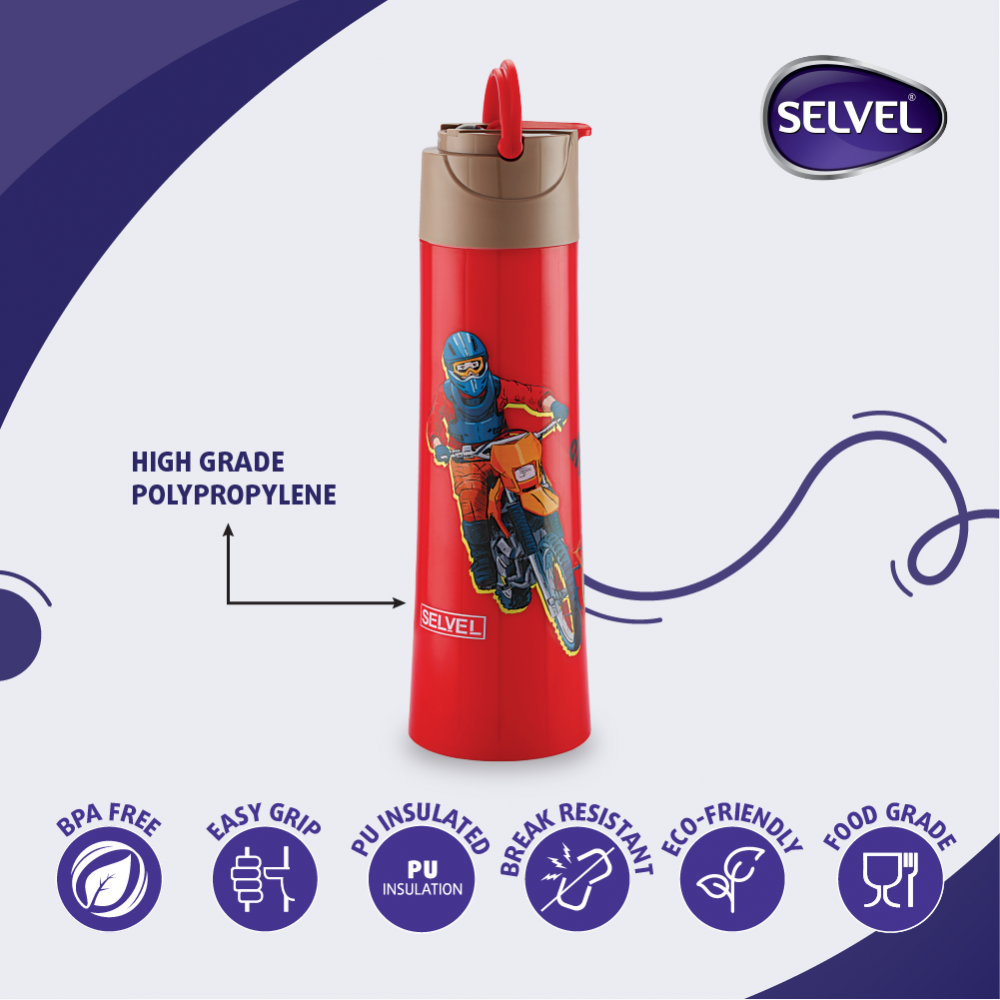 SELVEL®
HIGH GRADE
POLYPROPYLENE
SELVEL
BPA FREE
EASY GRIP
PU INSULATED
PU
INSULATION
BREAK RESISTANT
ECO-FRIENDLY
FOOD GRADE